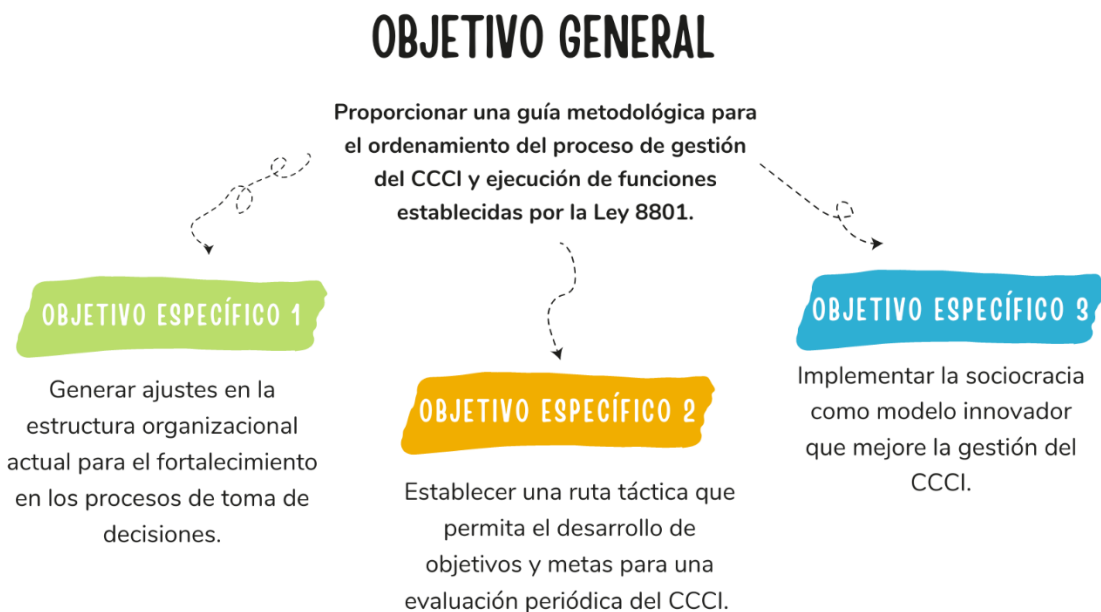 OBJETIVO GENERAL
Proporcionar una guía metodológica para
el ordenamiento del proceso de gestión
del CCCI y ejecución de funciones
establecidas por la Ley 8801.
OBJETIVO ESPECÍFICO 1
Generar ajustes en la
estructura organizacional
actual para el fortalecimiento
en los procesos de toma de
decisiones.
OBJETIVO ESPECÍFICO 2
Establecer una ruta táctica que
permita el desarrollo de
objetivos y metas para una
evaluación periódica del CCCI.
OBJETIVO ESPECÍFICO 3
Implementar la sociocracia
como modelo innovador
que mejore la gestión del
CCCI.